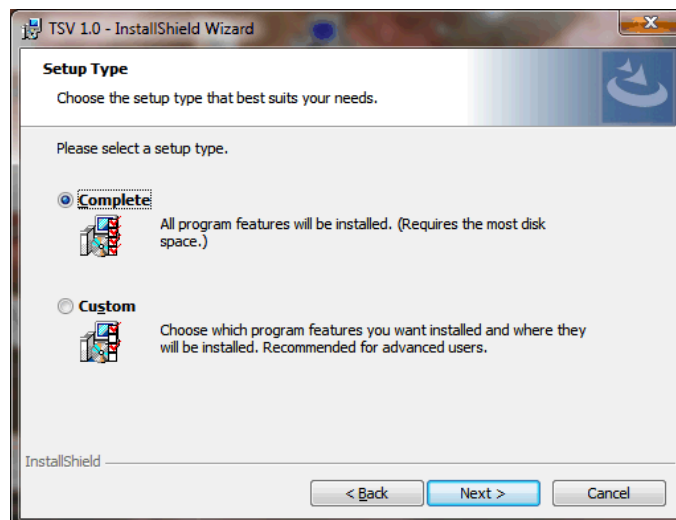 TSV 1.0 - InstallShield Wizard
Setup Type
Choose the setup type that best suits your needs.
Please select a setup type.
Complete
All program features will be installed. (Requires the most disk
space.)
Custom
Choose which program features you want installed and where they
will be installed. Recommended for advanced users.
InstallShield
< Back
Next >
Cancel